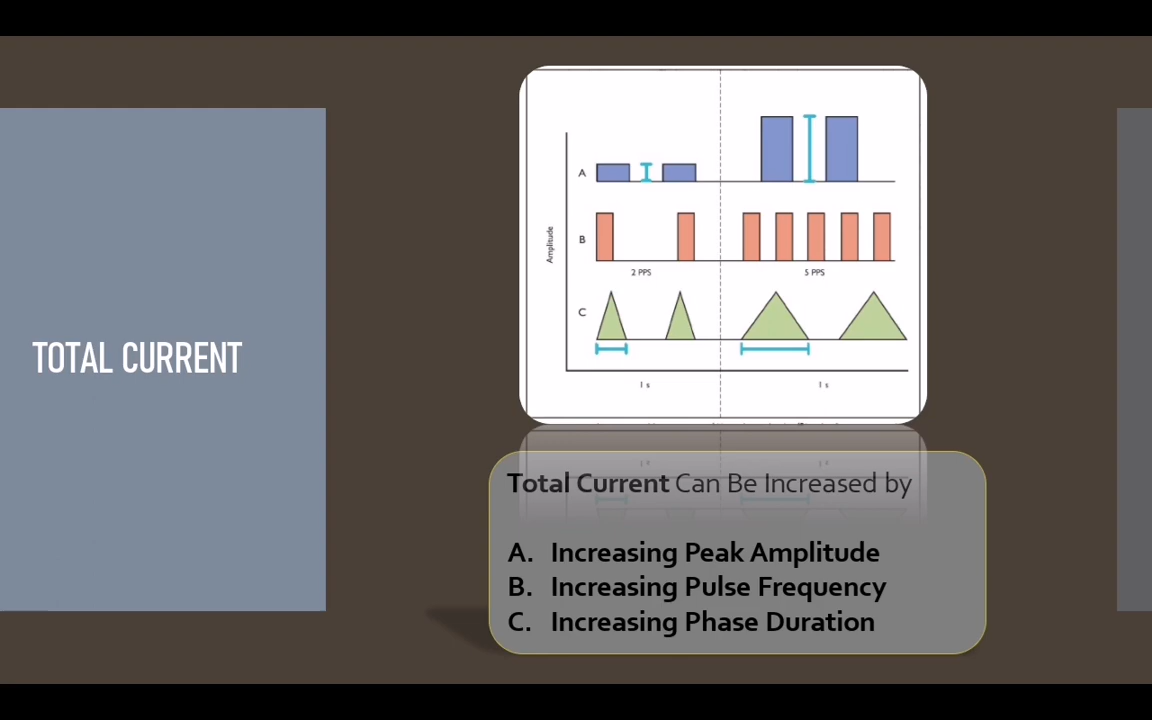 TOTAL CURRENT
Amplitude
A
B
2 PPS
5 PPS
C
1 s
1 s
Total Current Can Be Increased by
A. Increasing Peak Amplitude
B. Increasing Pulse Frequency
C. Increasing Phase Duration